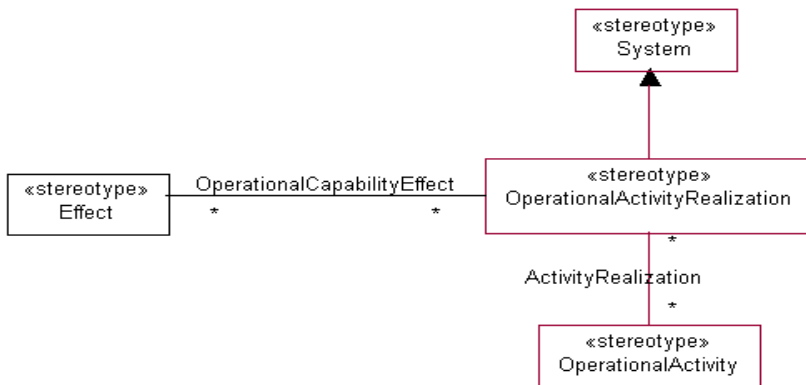 «stereotype»
System
«stereotype»
Effect
OperationalCapabilityEffect
*
*
«stereotype»
OperationalActivityRealization
*
ActivityRealization
*
«stereotype»
OperationalActivity